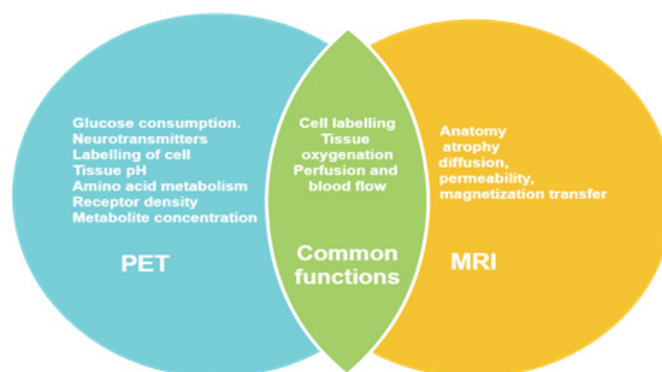 Glucose consumption.
Neurotransmitters
Labelling of cell
Tissue pH
Amino acid metabolism
Receptor density
Metabolite concentration
PET
Cell labelling
Tissue
oxygenation
Perfusion and
blood flow
Common
functions
Anatomy
atrophy
diffusion,
permeability,
magnetization transfer
MRI